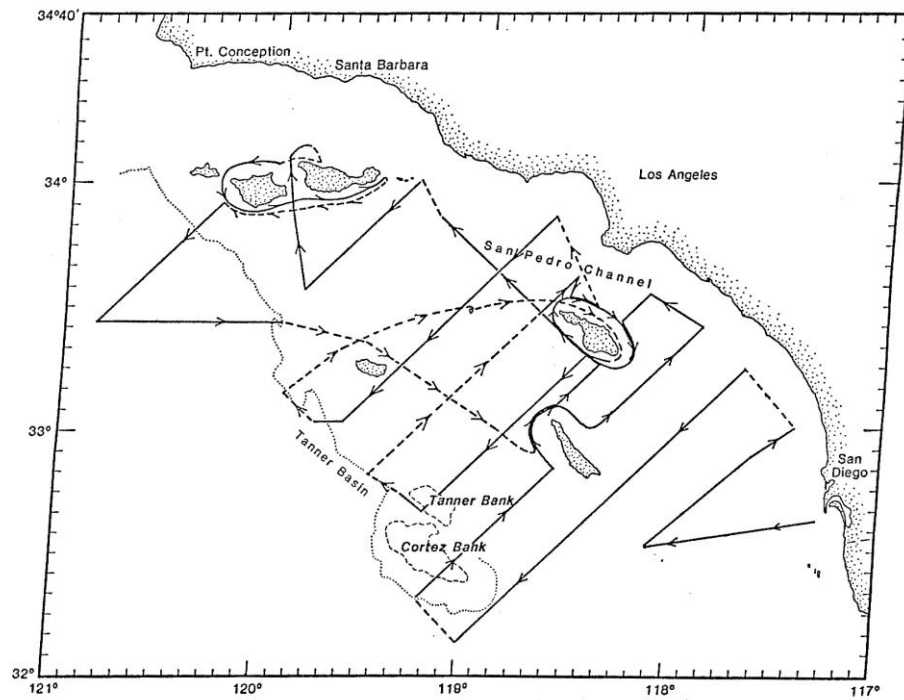 34°40'
Pt. Conception
Santa Barbara
34°
Los Angeles
San Pedro Channel
33°
Tanner Basin
San
Diego
Tanner Bank
Cortez Bank
32°
121°
120°
119°
118°
117°